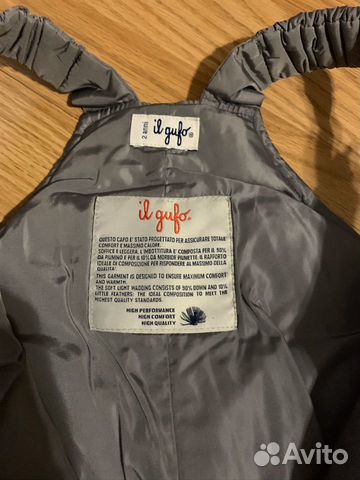 2 anni
il gufo®
il gufo®
QUESTO CAPO E' STATO PROGETTATO PER ASSICURARE TOTALE
COMFORT E MASSIMO CALORE.
SOFFICE E LEGGERA, L'IMBOTTITURA E' COMPOSTA PER IL 90%
DA PIUMINO E PER IL 10% DA MORBIDE PIUMETTE, IL RAPPORTO
IDEALE DI COMPOSIZIONE PER RISPONDERE AL MASSIMO DELLA
QUALITA'
THIS GARMENT IS DESIGNED TO ENSURE MAXIMUM COMFORT
AND WARMTH.
THE SOFT LIGHT WADDING CONSISTS OF 90% DOWN AND 10%
LITTLE FEATHERS: THE IDEAL COMPOSITION TO MEET THE
HIGHEST QUALITY STANDARDS.
HIGH PERFORMANCE
HIGH COMFORT
HIGH QUALITY
Avito